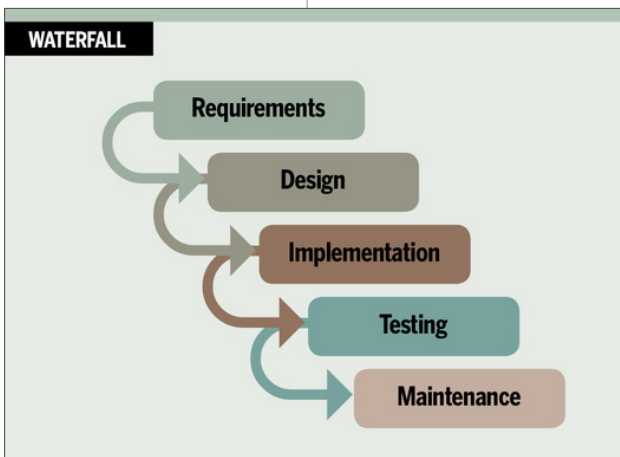 WATERFALL
Requirements
Design
Implementation
Testing
Maintenance